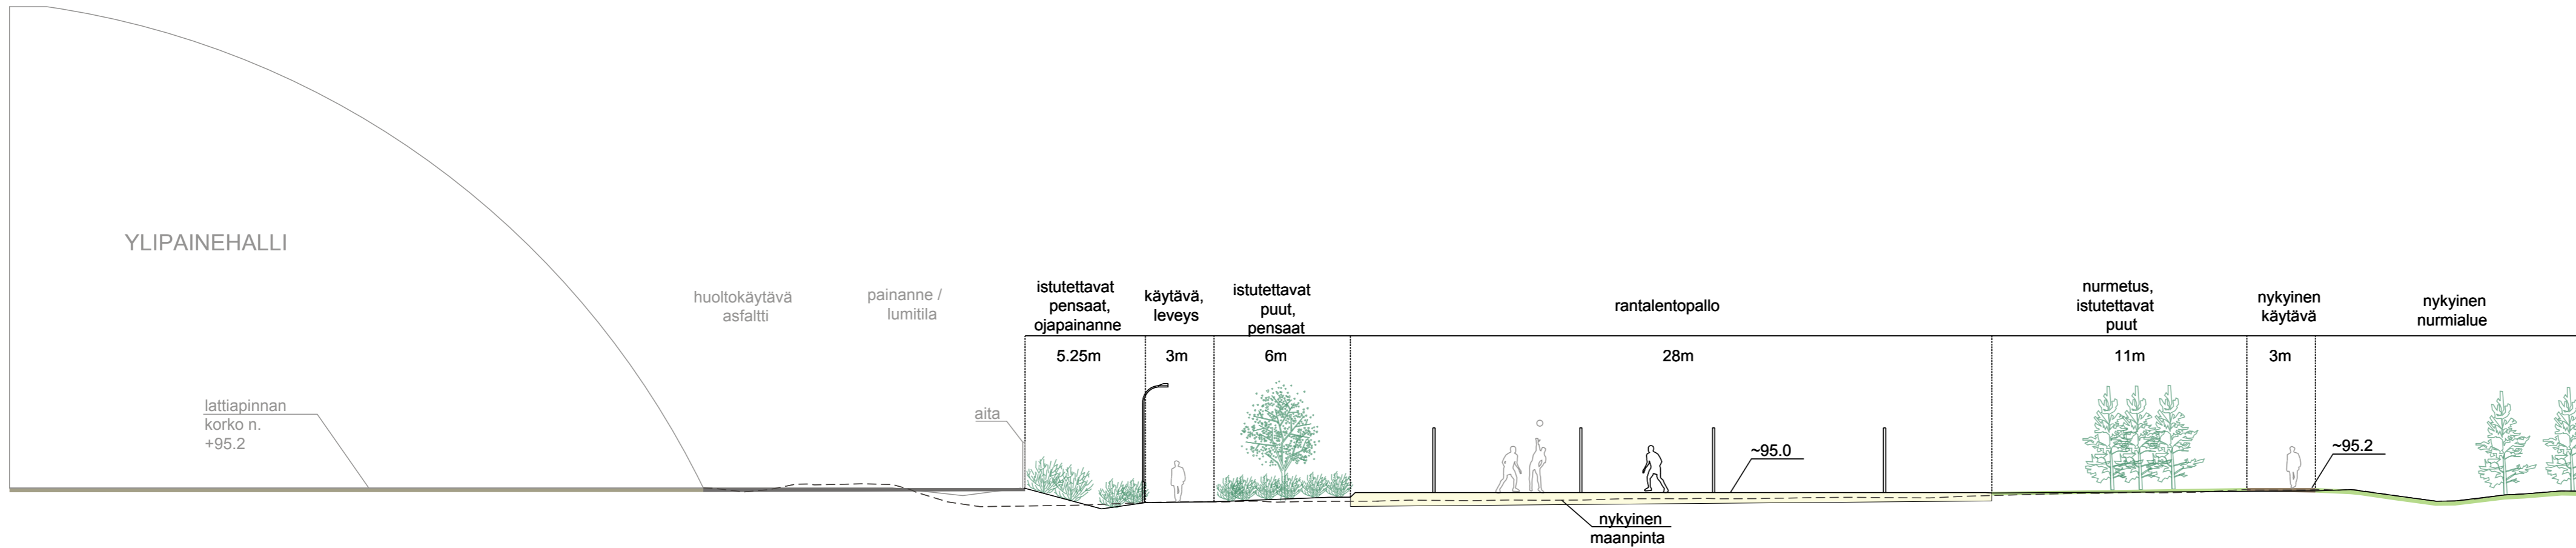 YLIPAINEHALLI
lattiapinnan
korko n.
+95.2
huoltokäytävä
asfaltti
painanne /
lumitila
aita
istutettavat
pensaat,
ojapainanne
5.25m
käytävä,
leveys
3m
istutettavat
puut,
pensaat
6m
rantalentopallo
28m
~95.0
nykyinen
maanpinta
nurmetus,
istutettavat
puut
11m
nykyinen
käytävä
3m
~95.2
nykyinen
nurmialue